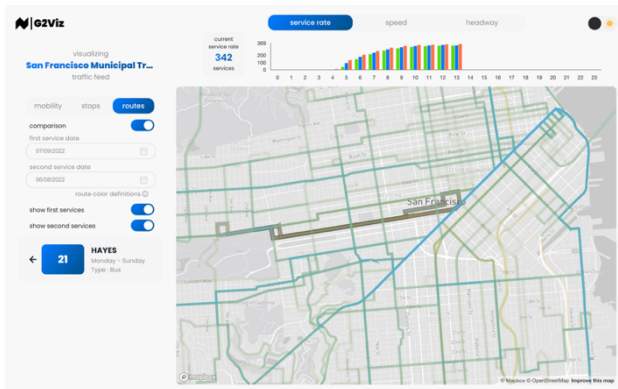 G2Viz
visualizing
San Francisco Municipal Tr...
traffic feed
mobility stops routes
comparison
first service date
07/09/2022
second service date
06/08/2022
route color definitions
show first services
show second services
21
HAYES
Monday - Sunday
Type : Bus
service rate speed headway
current
service rate
342
services
300
200
100
0
0 1 2 3 4 5 6 7 8 9 10 11 12 13 14 15 16 17 18 19 20 21 22 23
San Francisco
mapbox
© Mapbox © OpenStreetMap Improve this map